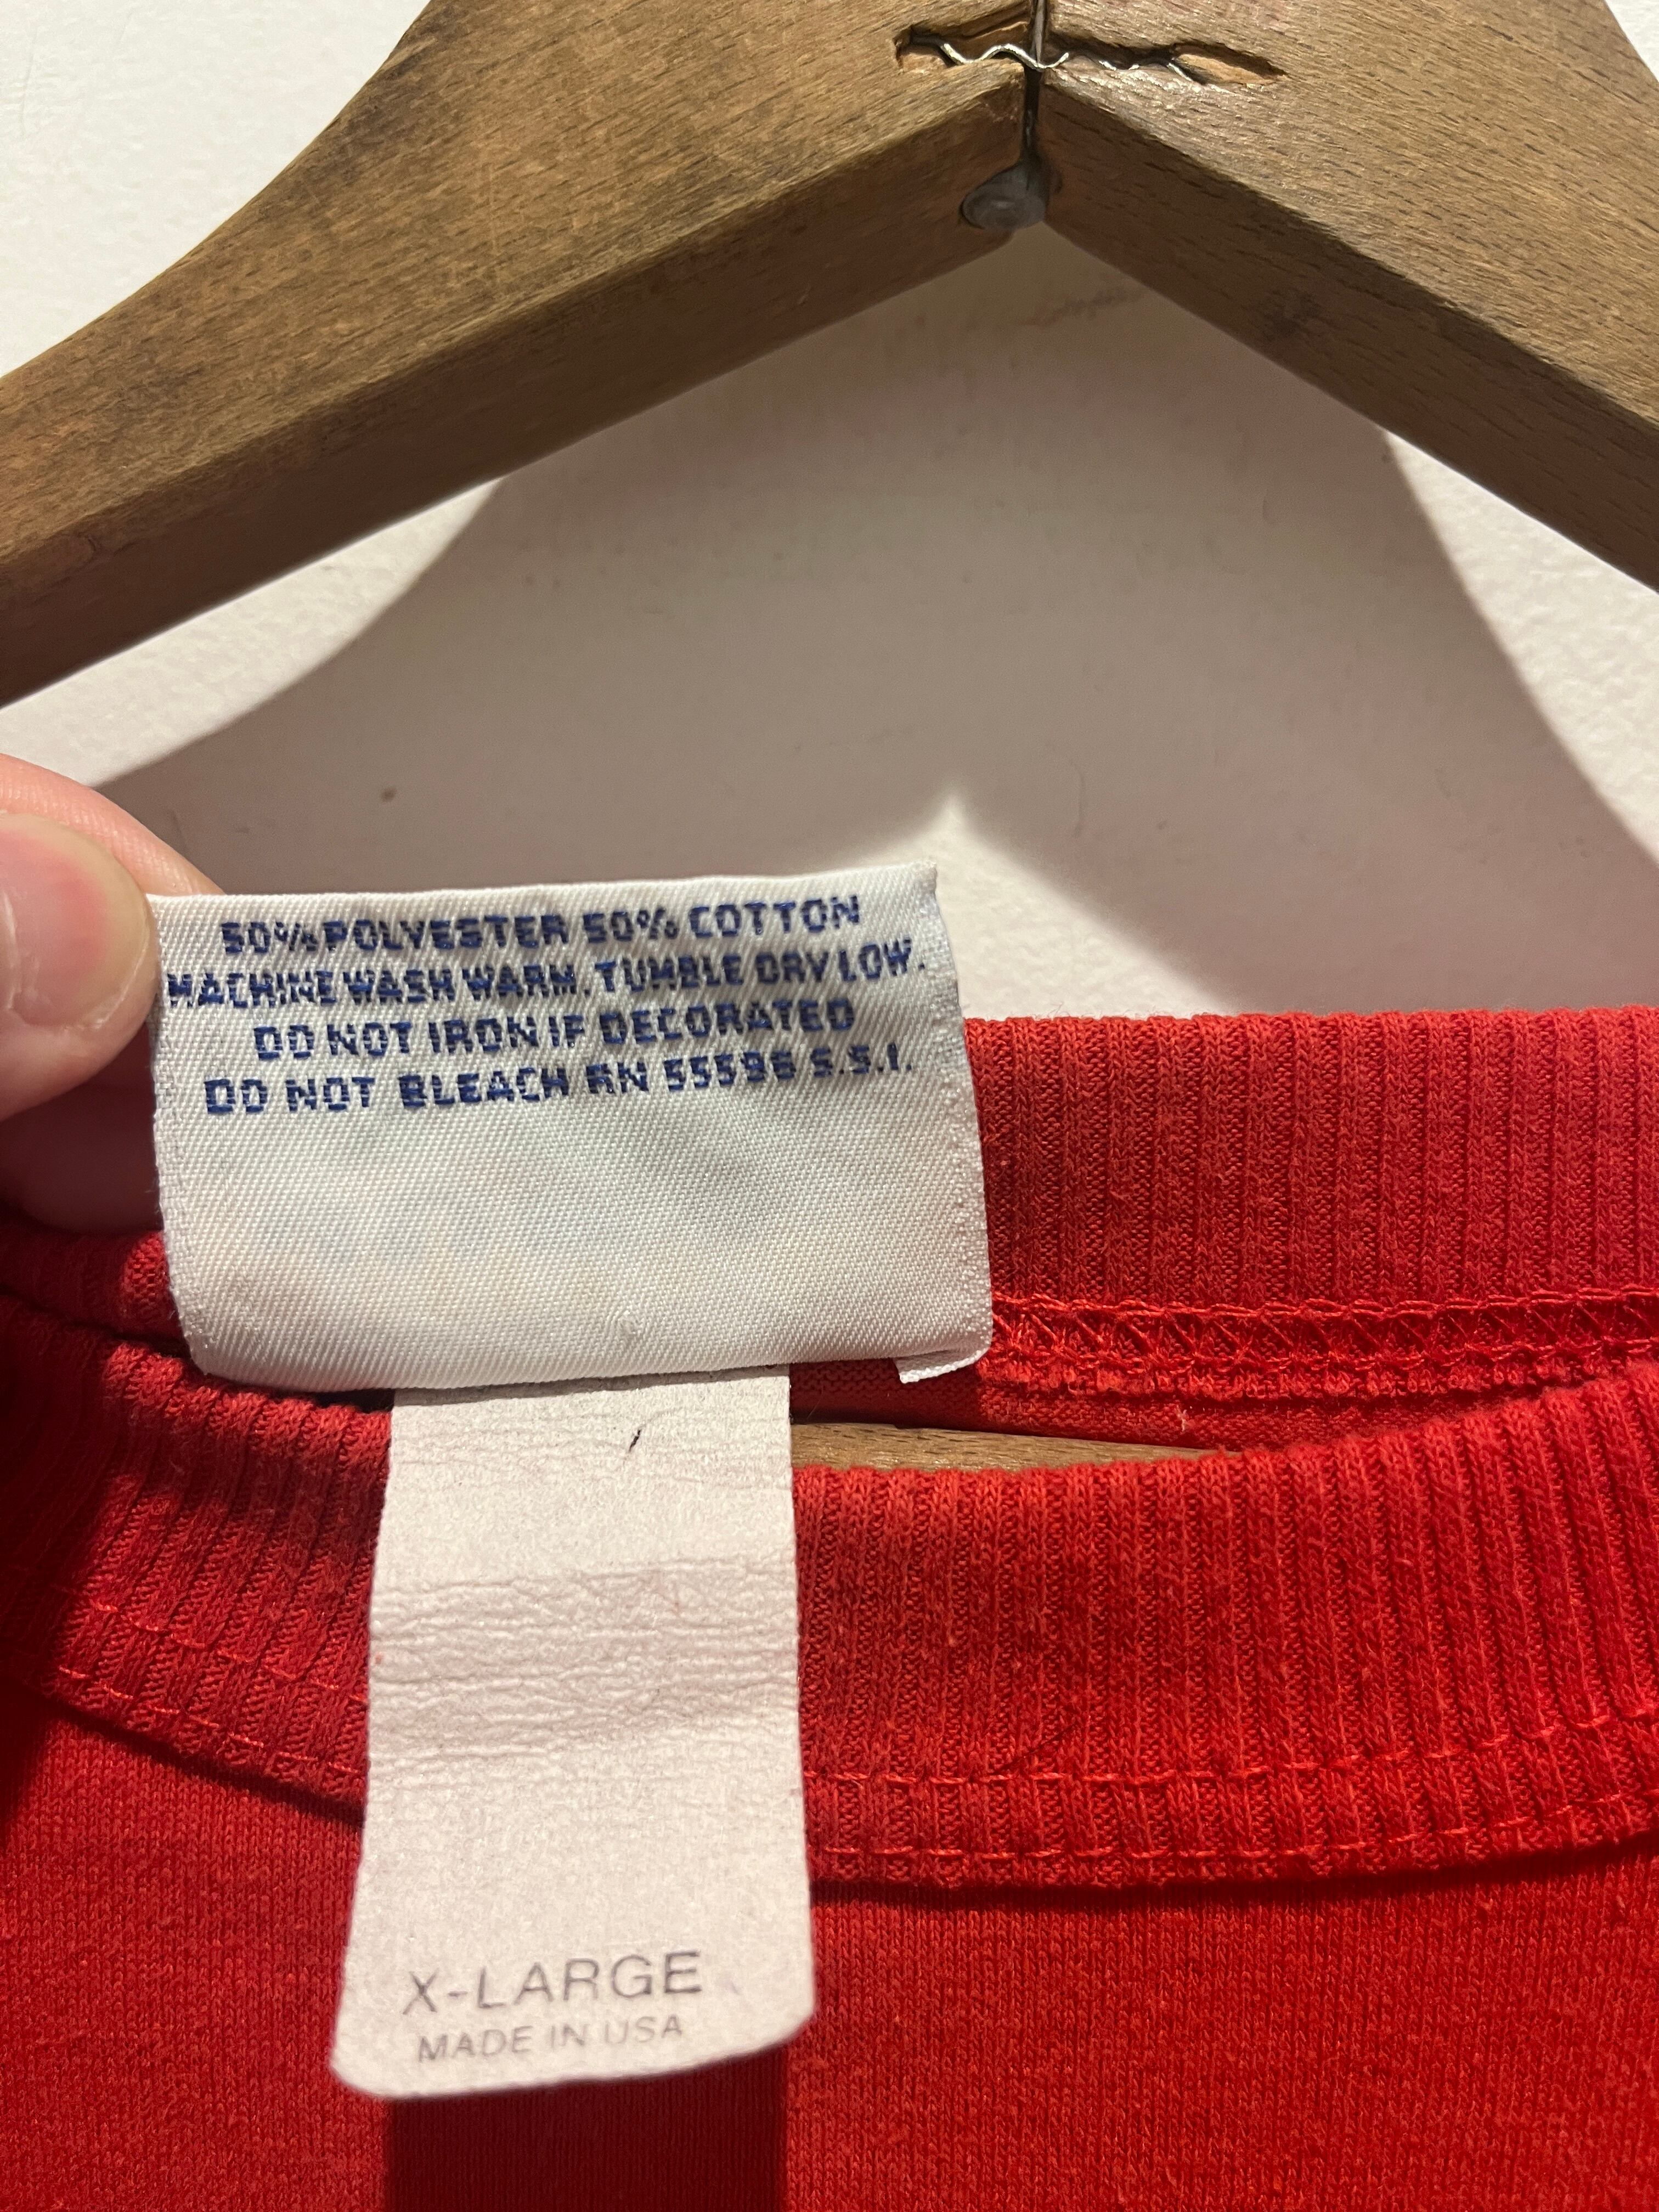 50% POLYESTER 50% COTTON
MACHINE WASH WARM. TUMBLE DRY LOW.
DO NOT IRON IF DECORATED
DO NOT BLEACH RN 55596 S.S.I.
X-LARGE
MADE IN USA